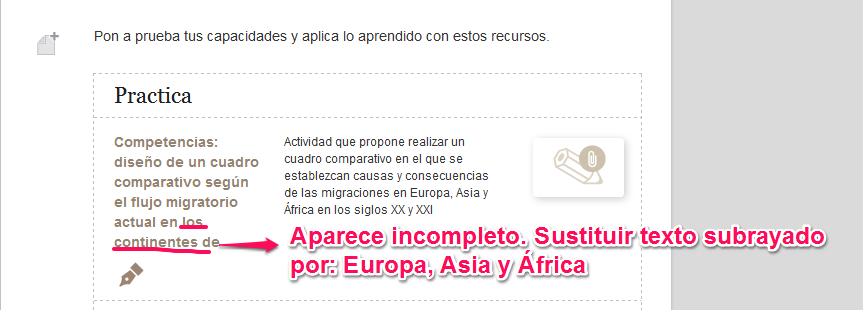 Pon a prueba tus capacidades y aplica lo aprendido con estos recursos.
Practica
Competencias:
diseño de un cuadro
comparativo según
el flujo migratorio
actual en los
continentes de
Actividad que propone realizar un
cuadro comparativo en el que se
establezcan causas y consecuencias
de las migraciones en Europa, Asia y
África en los siglos XX y XXI
Aparece incompleto. Sustituir texto subrayado
por: Europa, Asia y África